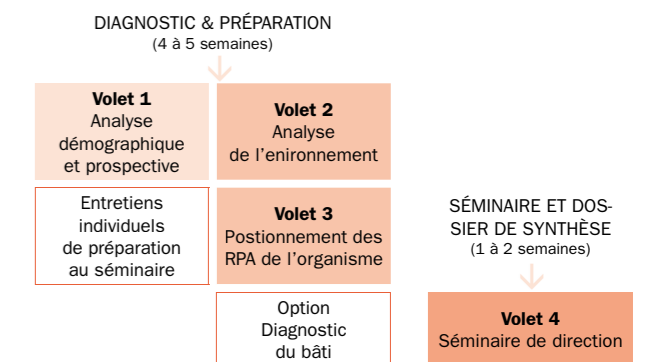 DIAGNOSTIC & PRÉPARATION
(4 à 5 semaines)
Volet 1
Analyse
démographique
et prospective
Volet 2
Analyse
de l'enironnement
Entretiens
individuels
de préparation
au séminaire
Volet 3
Postionnement des
RPA de l'organisme
Option
Diagnostic
du bâti
SÉMINAIRE ET DOS-
SIER DE SYNTHÈSE
(1 à 2 semaines)
Volet 4
Séminaire de direction